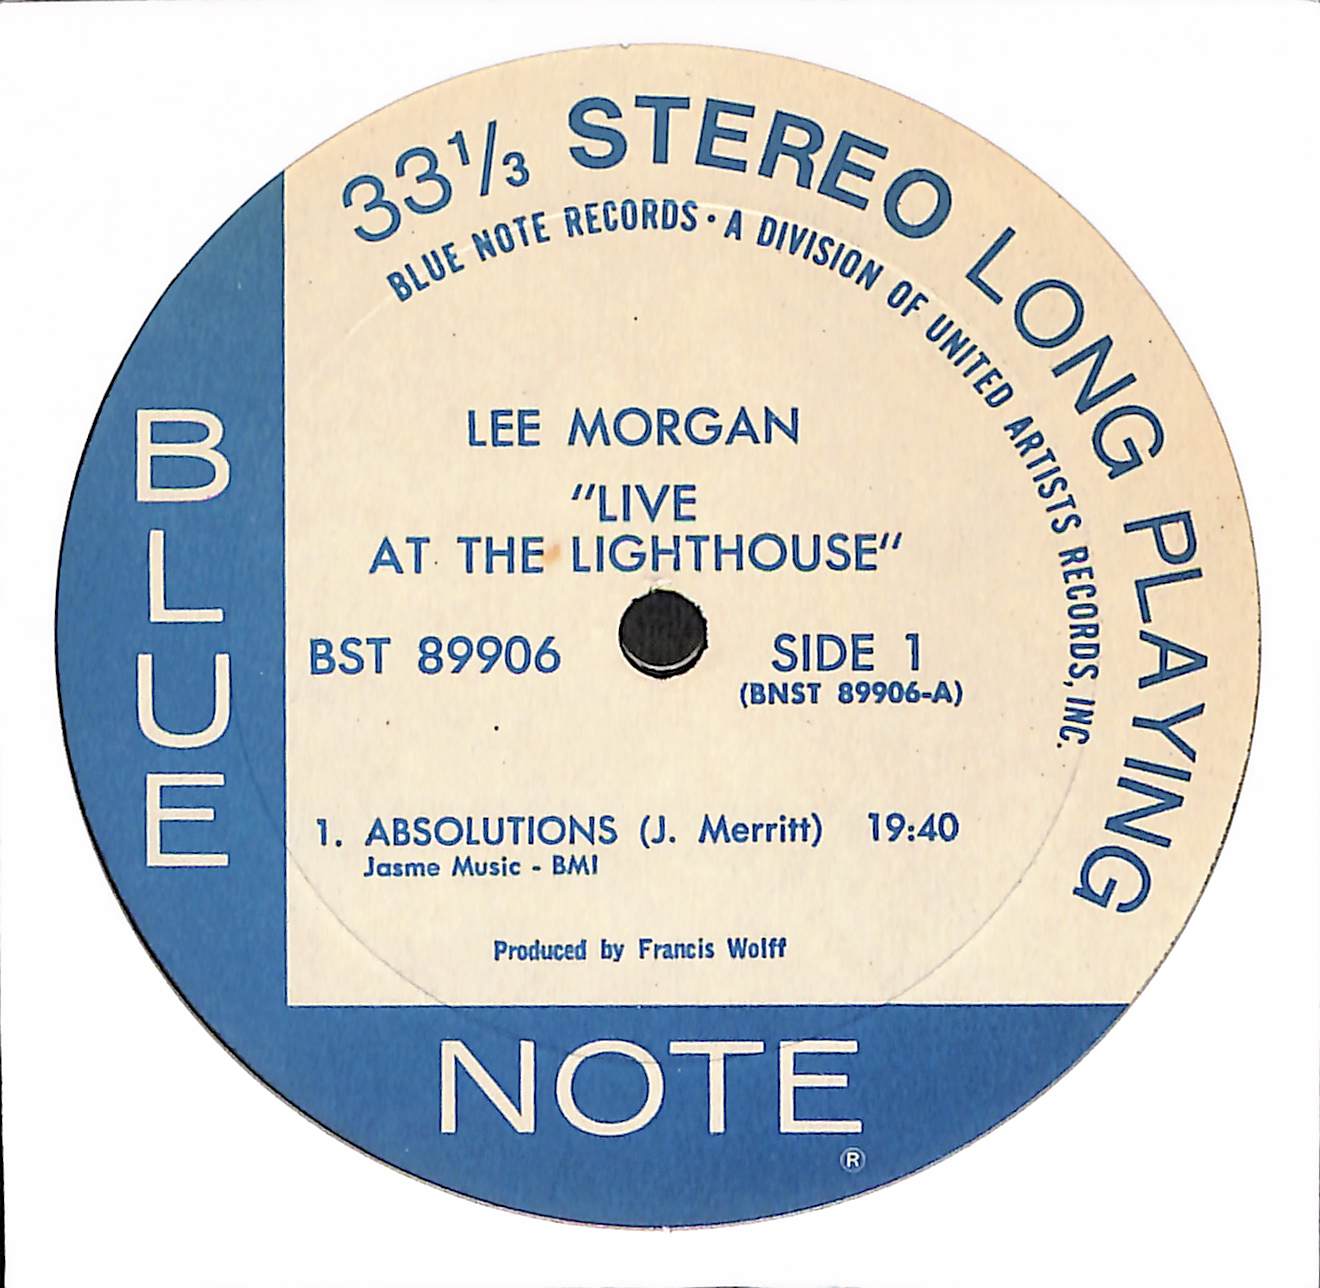 33⅓ STEREO LONG PLAYING
BLUE NOTE RECORDS · A DIVISION OF UNITED ARTISTS RECORDS, INC.
LEE MORGAN
"LIVE
AT THE LIGHTHOUSE"
BST 89906
SIDE 1
(BNST 89906-A)
1. ABSOLUTIONS (J. Merritt) 19:40
Jasme Music - BMI
Produced by Francis Wolff
BLUE
NOTE
®